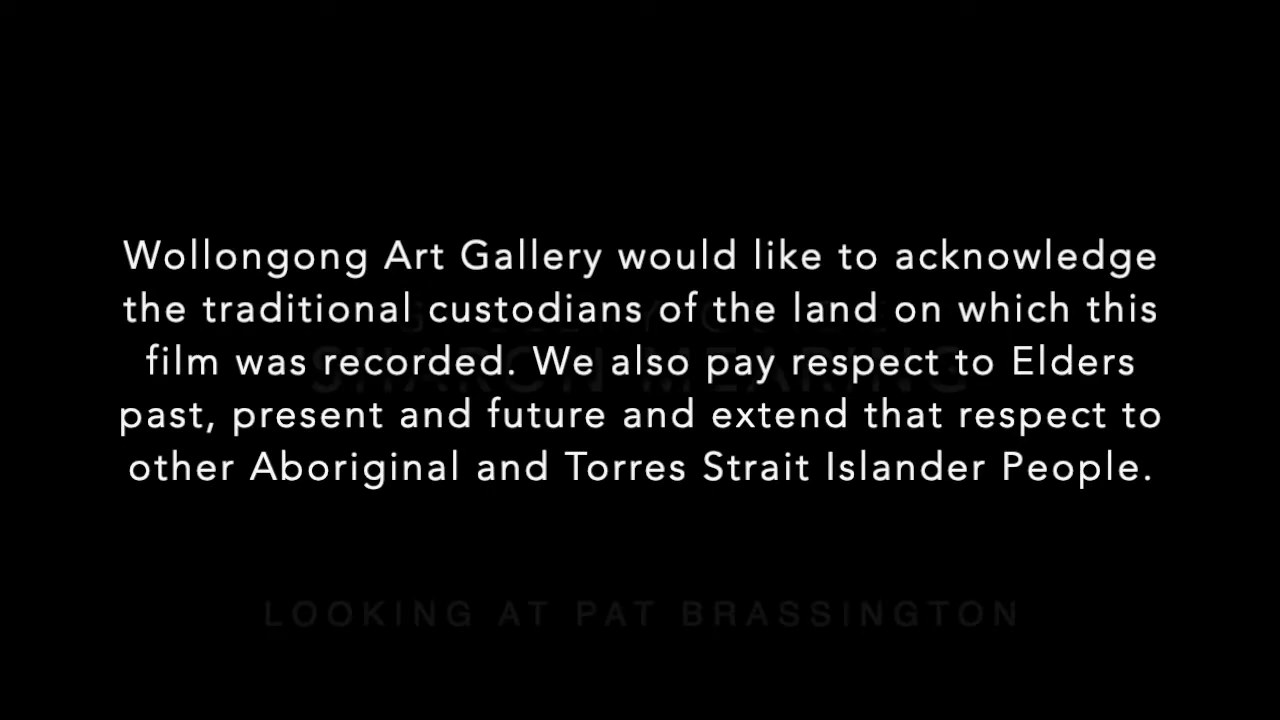 Wollongong Art Gallery would like to acknowledge
the traditional custodians of the land on which this
film was recorded. We also pay respect to Elders
SHARON MEARING
past, present and future and extend that respect to
other Aboriginal and Torres Strait Islander People.
LOOKING AT PAT BRASSINGTON